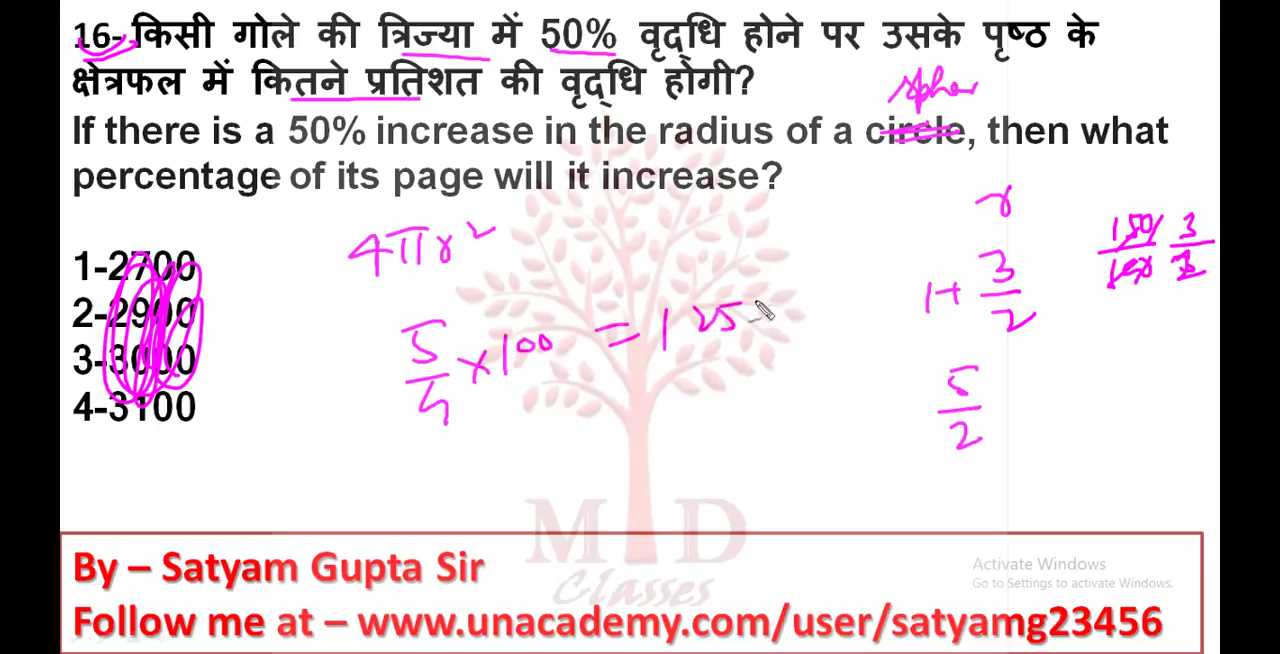 16- किसी गोले की त्रिज्या में 50% वृद्धि होने पर उसके पृष्ठ के
क्षेत्रफल में कितने प्रतिशत की वृद्धि होगी?
If there is a 50% increase in the radius of a circle, then what
percentage of its page will it increase?
1-2700
2-2900
3-3000
4-3100
4πr²
5/4 × 100 = 125
r
1+ 3/2
5/2
150/100 3/2
MD
Classes
Activate Windows
Go to Settings to activate Windows.
By – Satyam Gupta Sir
Follow me at – www.unacademy.com/user/satyamg23456